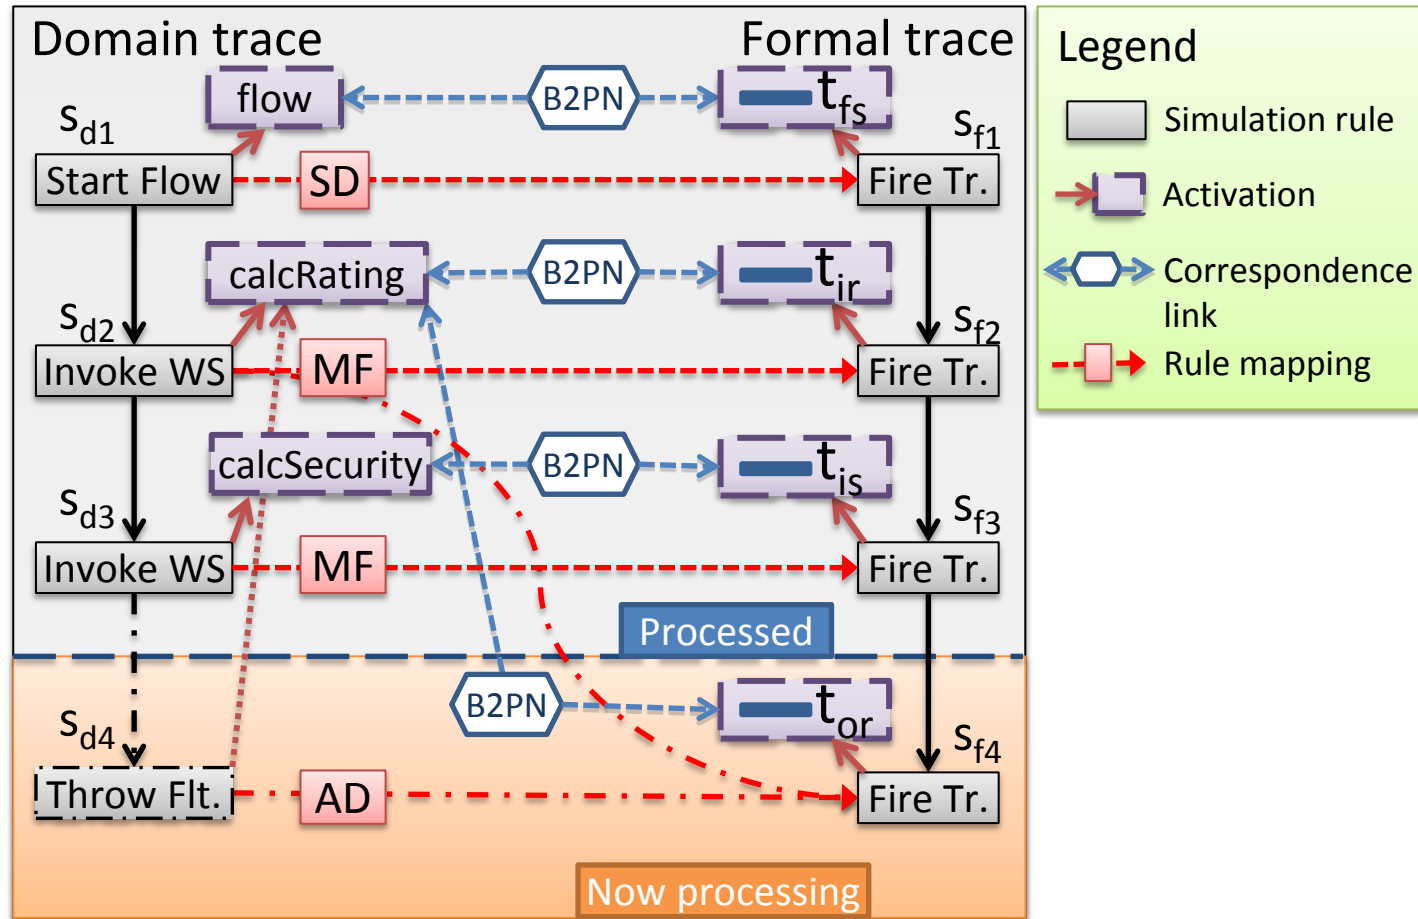 Domain trace
Formal trace
flow
B2PN
tfs
sd1
sf1
Start Flow
SD
Fire Tr.
calcRating
B2PN
tir
sd2
sf2
Invoke WS
MF
Fire Tr.
calcSecurity
B2PN
tis
sd3
sf3
Invoke WS
MF
Fire Tr.
Processed
B2PN
tor
sd4
sf4
Throw Flt.
AD
Fire Tr.
Now processing
Legend
Simulation rule
Activation
Correspondence
link
Rule mapping